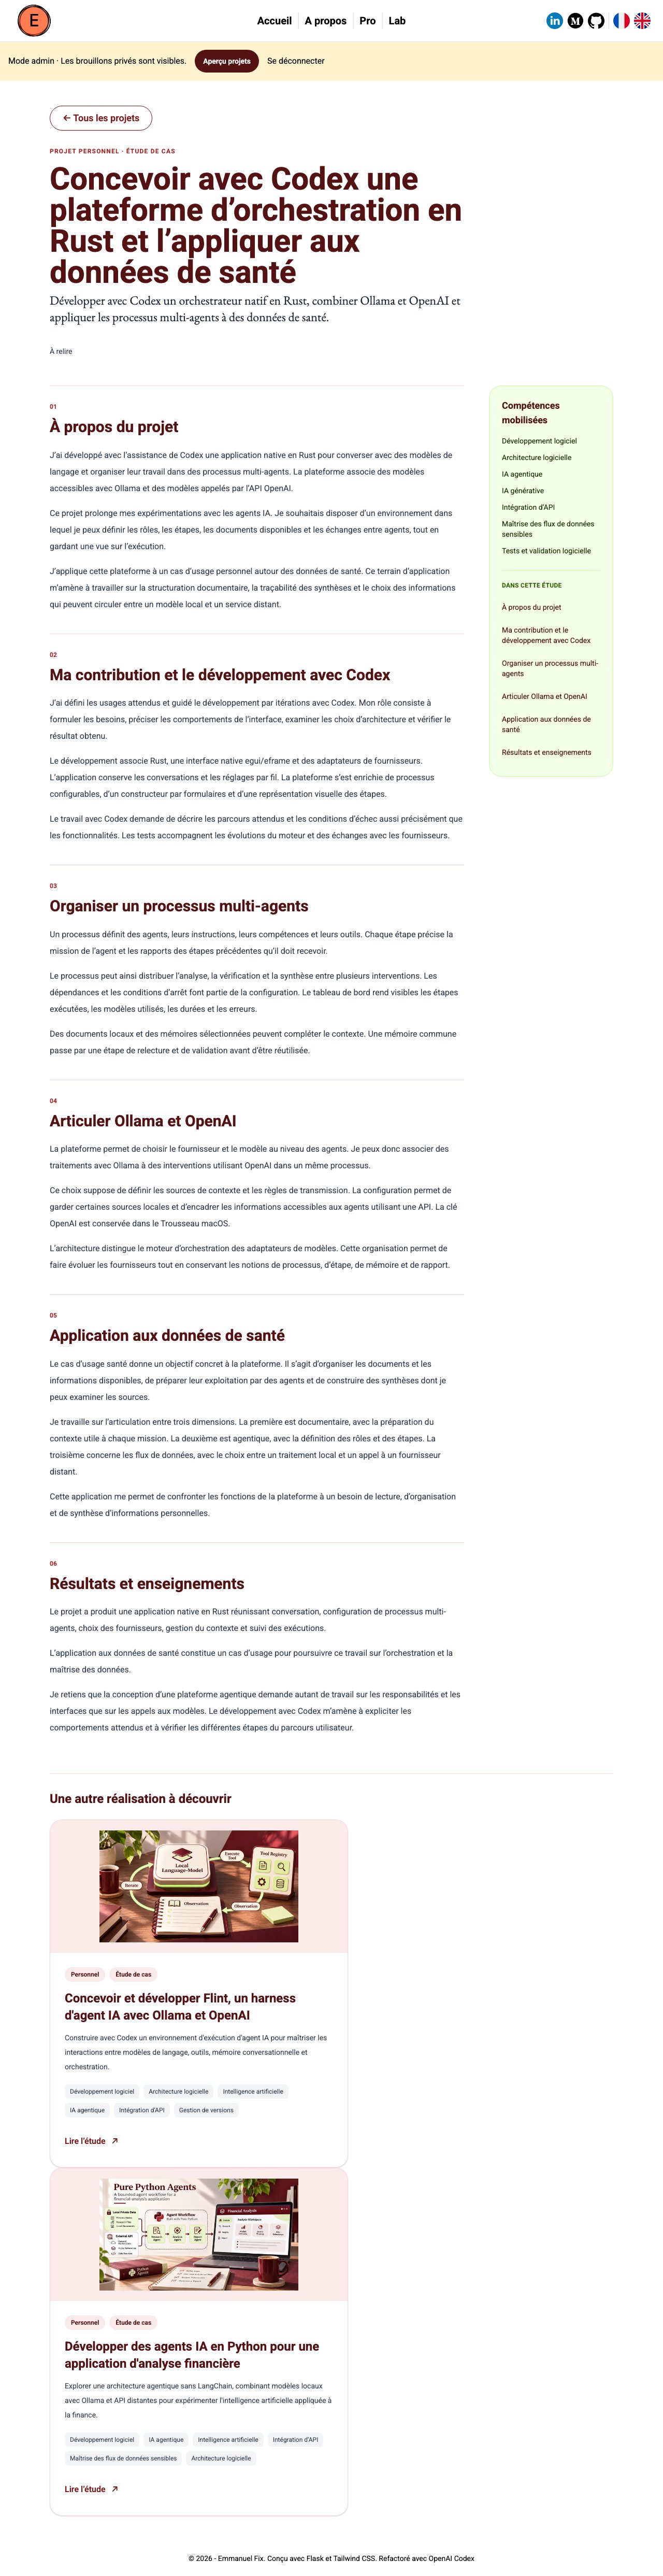 E
Accueil
A propos
Pro
Lab
in
M
Mode admin · Les brouillons privés sont visibles.
Aperçu projets
Se déconnecter
← Tous les projets
PROJET PERSONNEL · ÉTUDE DE CAS
Concevoir avec Codex une
plateforme d’orchestration en
Rust et l’appliquer aux
données de santé
Développer avec Codex un orchestrateur natif en Rust, combiner Ollama et OpenAI et
appliquer les processus multi-agents à des données de santé.
À relire
01
À propos du projet
J’ai développé avec l’assistance de Codex une application native en Rust pour converser avec des modèles de
langage et organiser leur travail dans des processus multi-agents. La plateforme associe des modèles
accessibles avec Ollama et des modèles appelés par l’API OpenAI.
Ce projet prolonge mes expérimentations avec les agents IA. Je souhaitais disposer d’un environnement dans
lequel je peux définir les rôles, les étapes, les documents disponibles et les échanges entre agents, tout en
gardant une vue sur l’exécution.
J’applique cette plateforme à un cas d’usage personnel autour des données de santé. Ce terrain d’application
m’amène à travailler sur la structuration documentaire, la traçabilité des synthèses et le choix des informations
qui peuvent circuler entre un modèle local et un service distant.
02
Ma contribution et le développement avec Codex
J’ai défini les usages attendus et guidé le développement par itérations avec Codex. Mon rôle consiste à
formuler les besoins, préciser les comportements de l’interface, examiner les choix d’architecture et vérifier le
résultat obtenu.
Le développement associe Rust, une interface native egui/eframe et des adaptateurs de fournisseurs.
L’application conserve les conversations et les réglages par fil. La plateforme s’est enrichie de processus
configurables, d’un constructeur par formulaires et d’une représentation visuelle des étapes.
Le travail avec Codex demande de décrire les parcours attendus et les conditions d’échec aussi précisément que
les fonctionnalités. Les tests accompagnent les évolutions du moteur et des échanges avec les fournisseurs.
03
Organiser un processus multi-agents
Un processus définit des agents, leurs instructions, leurs compétences et leurs outils. Chaque étape précise la
mission de l’agent et les rapports des étapes précédentes qu’il doit recevoir.
Le processus peut ainsi distribuer l’analyse, la vérification et la synthèse entre plusieurs interventions. Les
dépendances et les conditions d’arrêt font partie de la configuration. Le tableau de bord rend visibles les étapes
exécutées, les modèles utilisés, les durées et les erreurs.
Des documents locaux et des mémoires sélectionnées peuvent compléter le contexte. Une mémoire commune
passe par une étape de relecture et de validation avant d’être réutilisée.
04
Articuler Ollama et OpenAI
La plateforme permet de choisir le fournisseur et le modèle au niveau des agents. Je peux donc associer des
traitements avec Ollama à des interventions utilisant OpenAI dans un même processus.
Ce choix suppose de définir les sources de contexte et les règles de transmission. La configuration permet de
garder certaines sources locales et d’encadrer les informations accessibles aux agents utilisant une API. La clé
OpenAI est conservée dans le Trousseau macOS.
L’architecture distingue le moteur d’orchestration des adaptateurs de modèles. Cette organisation permet de
faire évoluer les fournisseurs tout en conservant les notions de processus, d’étape, de mémoire et de rapport.
05
Application aux données de santé
Le cas d’usage santé donne un objectif concret à la plateforme. Il s’agit d’organiser les documents et les
informations disponibles, de préparer leur exploitation par des agents et de construire des synthèses dont je
peux examiner les sources.
Je travaille sur l’articulation entre trois dimensions. La première est documentaire, avec la préparation du
contexte utile à chaque mission. La deuxième est agentique, avec la définition des rôles et des étapes. La
troisième concerne les flux de données, avec le choix entre un traitement local et un appel à un fournisseur
distant.
Cette application me permet de confronter les fonctions de la plateforme à un besoin de lecture, d’organisation
et de synthèse d’informations personnelles.
06
Résultats et enseignements
Le projet a produit une application native en Rust réunissant conversation, configuration de processus multi-
agents, choix des fournisseurs, gestion du contexte et suivi des exécutions.
L’application aux données de santé constitue un cas d’usage pour poursuivre ce travail sur l’orchestration et la
maîtrise des données.
Je retiens que la conception d’une plateforme agentique demande autant de travail sur les responsabilités et les
interfaces que sur les appels aux modèles. Le développement avec Codex m’amène à expliciter les
comportements attendus et à vérifier les différentes étapes du parcours utilisateur.
Compétences
mobilisées
Développement logiciel
Architecture logicielle
IA agentique
IA générative
Intégration d'API
Maîtrise des flux de données
sensibles
Tests et validation logicielle
DANS CETTE ÉTUDE
À propos du projet
Ma contribution et le
développement avec Codex
Organiser un processus multi-
agents
Articuler Ollama et OpenAI
Application aux données de
santé
Résultats et enseignements
Une autre réalisation à découvrir
Local
Language-Model
Execute
Tool
Tool Registry
Observation
Observation
Personnel
Étude de cas
Concevoir et développer Flint, un harness
d'agent IA avec Ollama et OpenAI
Construire avec Codex un environnement d'exécution d'agent IA pour maîtriser les
interactions entre modèles de langage, outils, mémoire conversationnelle et
orchestration.
Développement logiciel
Architecture logicielle
Intelligence artificielle
IA agentique
Intégration d'API
Gestion de versions
Lire l’étude ↗
Pure Python Agents
A bounded agent workflow for a
financial analysis application
Agent Workflow
Financial Analysis
Personnel
Étude de cas
Développer des agents IA en Python pour une
application d'analyse financière
Explorer une architecture agentique sans LangChain, combinant modèles locaux
avec Ollama et API distantes pour expérimenter l'intelligence artificielle appliquée à
la finance.
Développement logiciel
IA agentique
Intelligence artificielle
Intégration d'API
Maîtrise des flux de données sensibles
Architecture logicielle
Lire l’étude ↗
© 2026 - Emmanuel Fix. Conçu avec Flask et Tailwind CSS. Refactoré avec OpenAI Codex